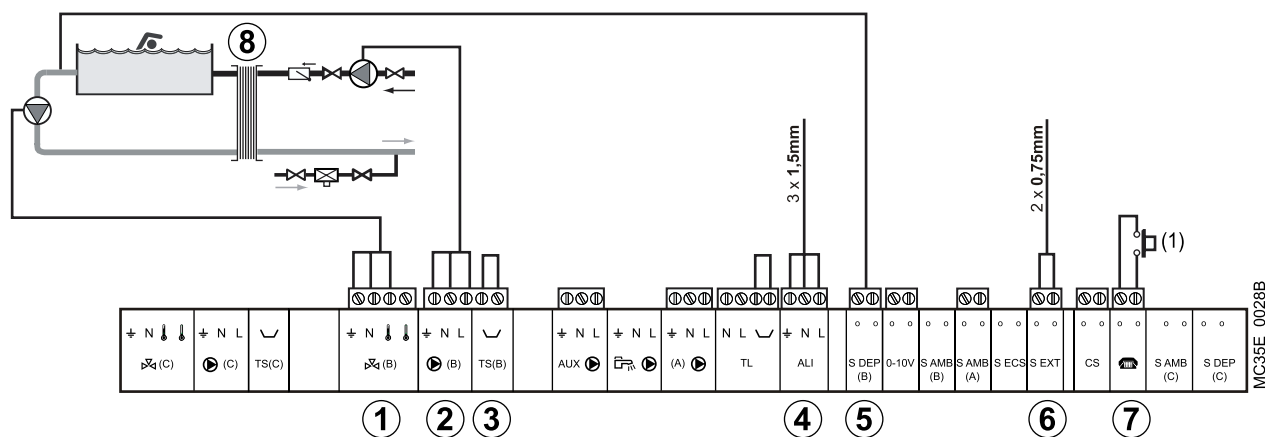 8
3 x 1,5mm
2 x 0,75mm
(1)
⏚ N
(C)
⏚ N L
(C)
TS(C)
⏚ N
(B)
⏚ N L
(B)
TS(B)
⏚ N L
AUX
⏚ N L
⏚ N L
(A)
N L
TL
⏚ N L
ALI
S DEP
(B)
0-10V
S AMB
(B)
S AMB
(A)
S ECS
S EXT
CS
S AMB
(C)
S DEP
(C)
1
2
3
4
5
6
7
MC35E 0028B